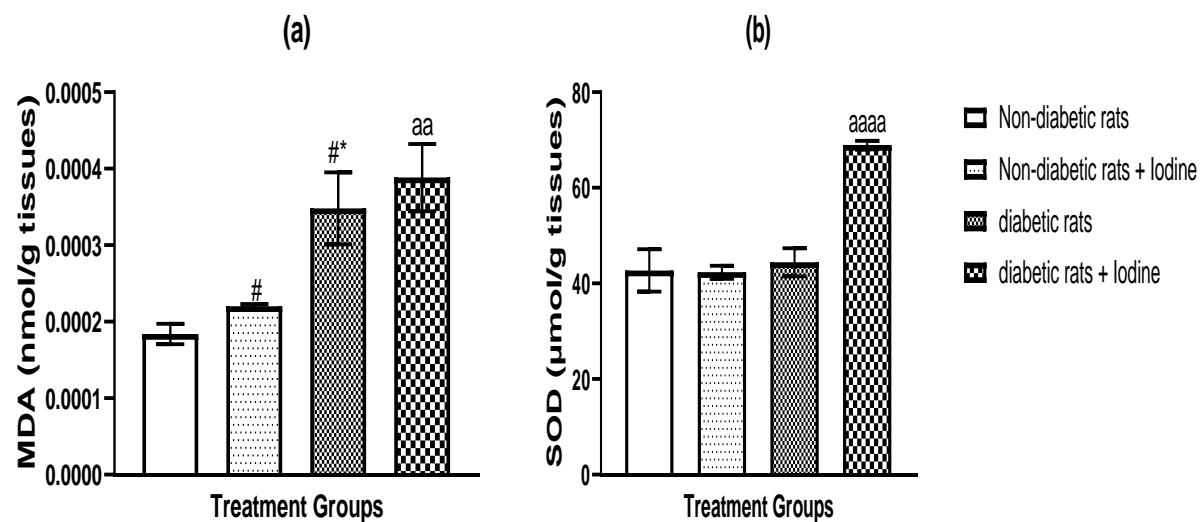 (a)
MDA (nmol/g tissues)
0.0005
0.0004
0.0003
0.0002
0.0001
0.0000
#
#*
aa
Treatment Groups
(b)
SOD (µmol/g tissues)
80
60
40
20
0
aaaa
Treatment Groups
Non-diabetic rats
Non-diabetic rats + Iodine
diabetic rats
diabetic rats + Iodine